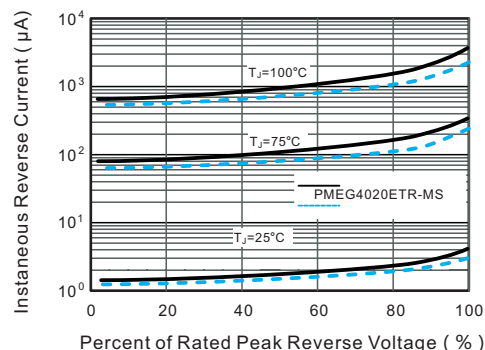 Instaneous Reverse Current ( μA)
10⁴
10³
10²
10¹
10⁰
TJ=100°C
TJ=75°C
PMEG4020ETR-MS
TJ=25°C
0 20 40 60 80 100
Percent of Rated Peak Reverse Voltage ( % )